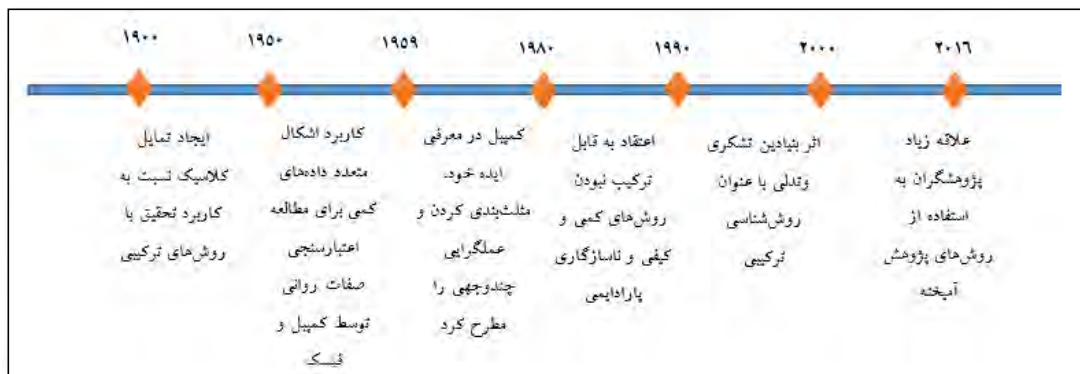 ۱۹۰۰
۱۹۵۰
۱۹۵۹
۱۹۸۰
۱۹۹۰
۲۰۰۰
۲۰۱۶
ایجاد تمایل
کلاسیک نسبت به
کاربرد تحقیق با
روش‌های ترکیبی
کاربرد اشکال
متعدد داده‌های
کمی برای مطالعه
اعتبارسنجی
صفات روانی
توسط کمپبل و
فیسک
کمپبل در معرفی
ایده خود،
مثلث‌بندی کردن و
عملگرایی
چندوجهی را
مطرح کرد
اعتقاد به قابل
ترکیب نبودن
روش‌های کمی و
کیفی و ناسازگاری
پارادایمی
اثر بنیادین تشکری
وتدلی با عنوان
روش‌شناسی
ترکیبی
علاقه زیاد
پژوهشگران به
استفاده از
روش‌های پژوهش
آمیخته